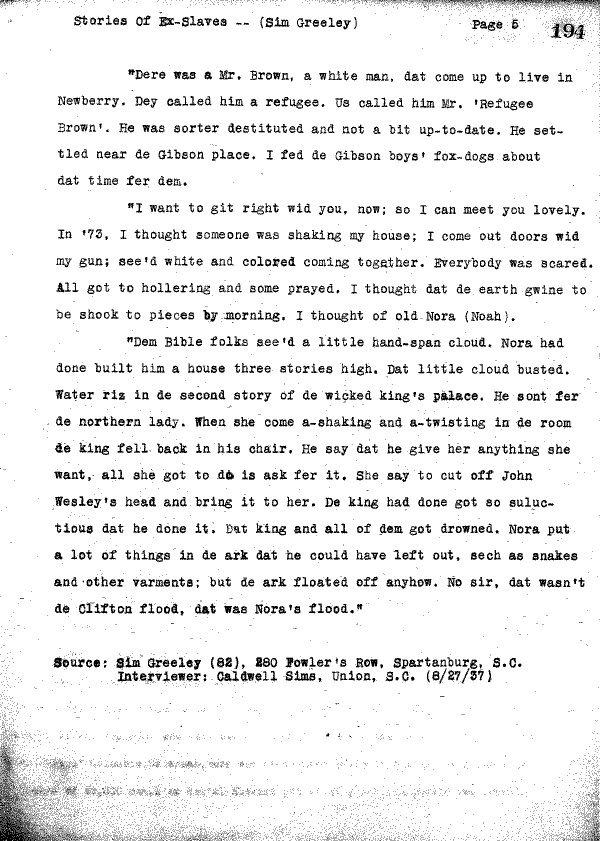 Stories Of Ex-Slaves -- (Sim Greeley) Page 5 194
"Dere was a Mr. Brown, a white man, dat come up to live in
Newberry. Dey called him a refugee. Us called him Mr. 'Refugee
Brown'. He was sorter destituted and not a bit up-to-date. He set-
tled near de Gibson place. I fed de Gibson boys' fox-dogs about
dat time fer dem.
"I want to git right wid you, now; so I can meet you lovely.
In '73, I thought someone was shaking my house; I come out doors wid
my gun; see'd white and colored coming together. Everybody was scared.
All got to hollering and some prayed. I thought dat de earth gwine to
be shook to pieces by morning. I thought of old Nora (Noah).
"Dem Bible folks see'd a little hand-span cloud. Nora had
done built him a house three stories high. Dat little cloud busted.
Water riz in de second story of de wicked king's palace. He sont fer
de northern lady. When she come a-shaking and a-twisting in de room
de king fell back in his chair. He say dat he give her anything she
want, all she got to do is ask fer it. She say to cut off John
Wesley's head and bring it to her. De king had done got so suluc-
tious dat he done it. Dat king and all of dem got drowned. Nora put
a lot of things in de ark dat he could have left out, sech as snakes
and other varments; but de ark floated off anyhow. No sir, dat wasn't
de Clifton flood, dat was Nora's flood."
Source: Sim Greeley (82), 280 Fowler's Row, Spartanburg, S.C.
Interviewer: Caldwell Sims, Union, S.C. (8/27/37)